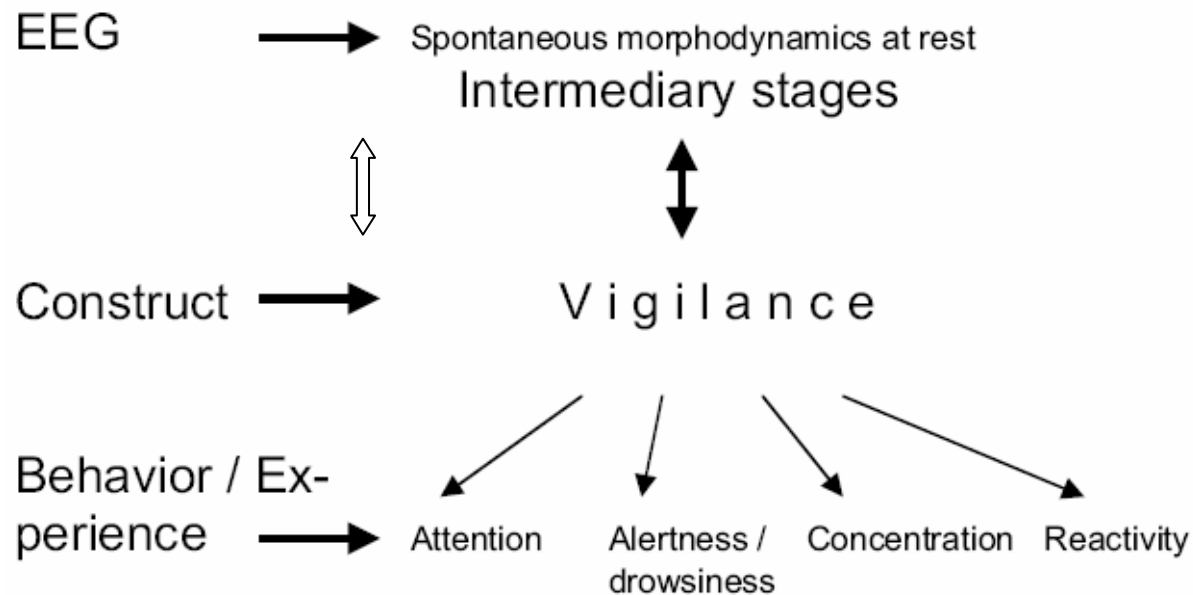 EEG
Spontaneous morphodynamics at rest
Intermediary stages
Construct
Vigilance
Behavior / Ex-
perience
Attention
Alertness /
drowsiness
Concentration
Reactivity